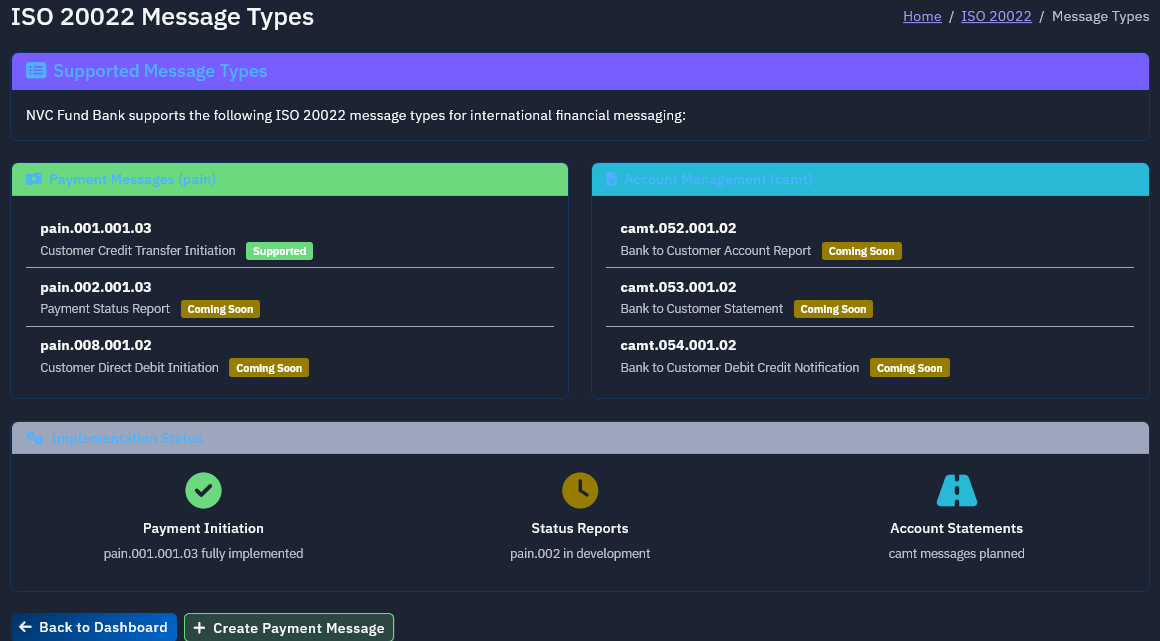 ISO 20022 Message Types
Home / ISO 20022 / Message Types
Supported Message Types
NVC Fund Bank supports the following ISO 20022 message types for international financial messaging:
Payment Messages (pain)
pain.001.001.03
Customer Credit Transfer Initiation Supported
pain.002.001.03
Payment Status Report Coming Soon
pain.008.001.02
Customer Direct Debit Initiation Coming Soon
Account Management (camt)
camt.052.001.02
Bank to Customer Account Report Coming Soon
camt.053.001.02
Bank to Customer Statement Coming Soon
camt.054.001.02
Bank to Customer Debit Credit Notification Coming Soon
Implementation Status
Payment Initiation
pain.001.001.03 fully implemented
Status Reports
pain.002 in development
Account Statements
camt messages planned
Back to Dashboard
Create Payment Message